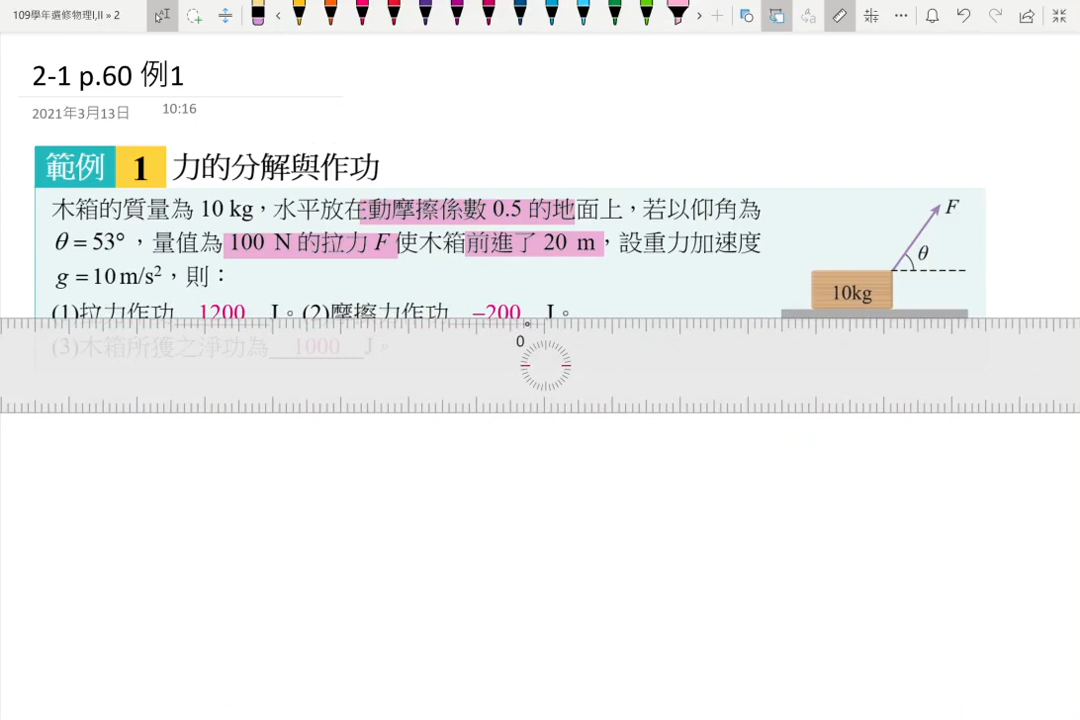 109學年選修物理I,II » 2
2-1 p.60 例1
2021年3月13日 10:16
範例 1 力的分解與作功
木箱的質量為 10 kg，水平放在動摩擦係數 0.5 的地面上，若以仰角為
θ = 53°，量值為 100 N 的拉力 F 使木箱前進了 20 m，設重力加速度
g = 10 m/s²，則：
(1)拉力作功 1200 J。(2)摩擦力作功 −200 J。
(3)木箱所獲之淨功為 1000 J。
F
θ
10kg
0